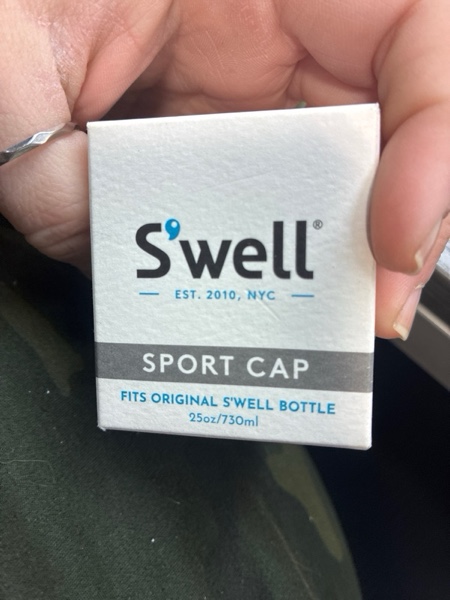 S'well®
EST. 2010, NYC
SPORT CAP
FITS ORIGINAL S'WELL BOTTLE
25oz/730ml